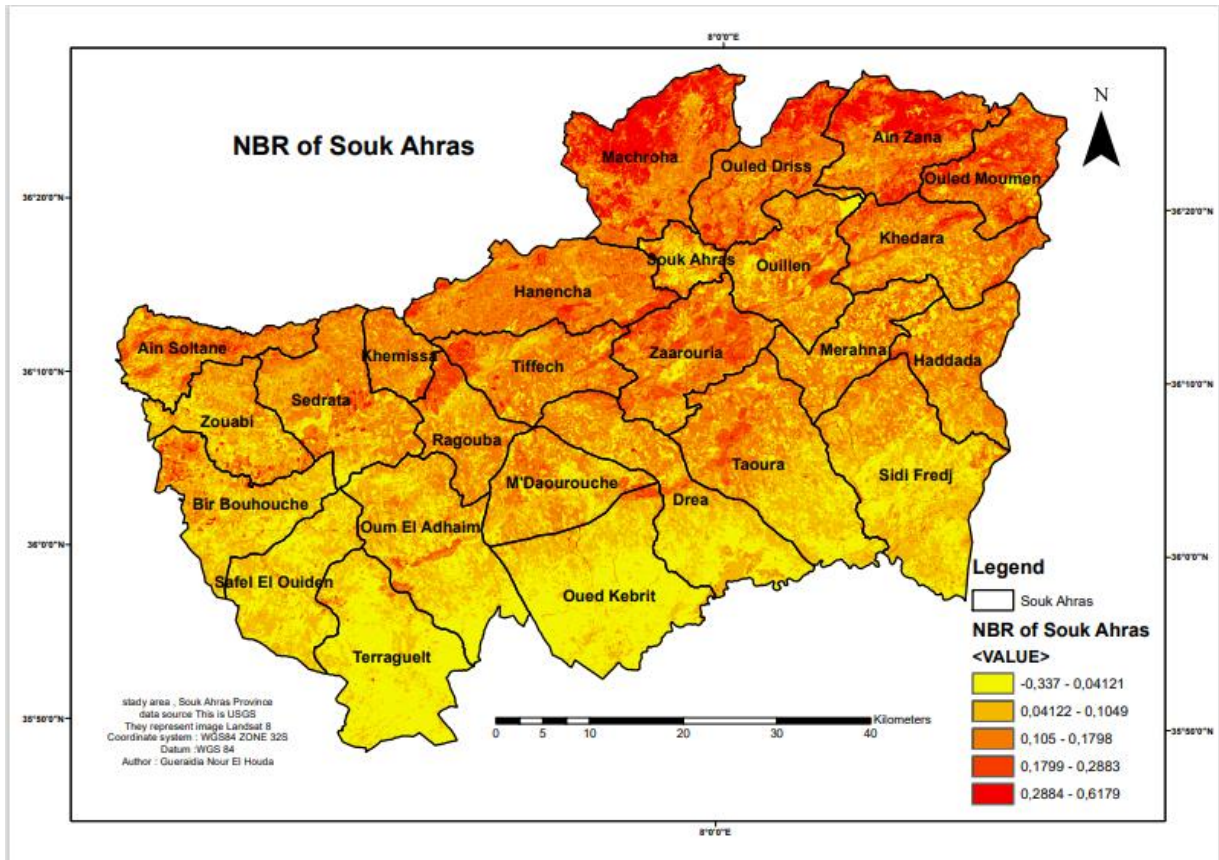 8°0'0"E
N
NBR of Souk Ahras
Machroha
Ain Zana
Ouled Driss
Ouled Moumen
36°20'0"N
36°20'0"N
Khedara
Souk Ahras
Ouillen
Hanencha
Ain Soltane
Khemissa
Zaarouria
Merahna
Haddada
Tiffech
36°10'0"N
36°10'0"N
Sedrata
Zouabi
Ragouba
Taoura
Sidi Fredj
M'Daourouche
Drea
Bir Bouhouche
Oum El Adhaim
36°0'0"N
36°0'0"N
Safel El Ouiden
Oued Kebrit
Terraguelt
Legend
Souk Ahras
NBR of Souk Ahras
<VALUE>
-0,337 - 0,04121
0,04122 - 0,1049
0,105 - 0,1798
0,1799 - 0,2883
0,2884 - 0,6179
stady area , Souk Ahras Province
data source This is USGS
They represent image Landsat 8
Coordinate system : WGS84 ZONE 32S
Datum :WGS 84
Author : Gueraidia Nour El Houda
35°50'0"N
35°50'0"N
Kilometers
0 5 10 20 30 40
8°0'0"E